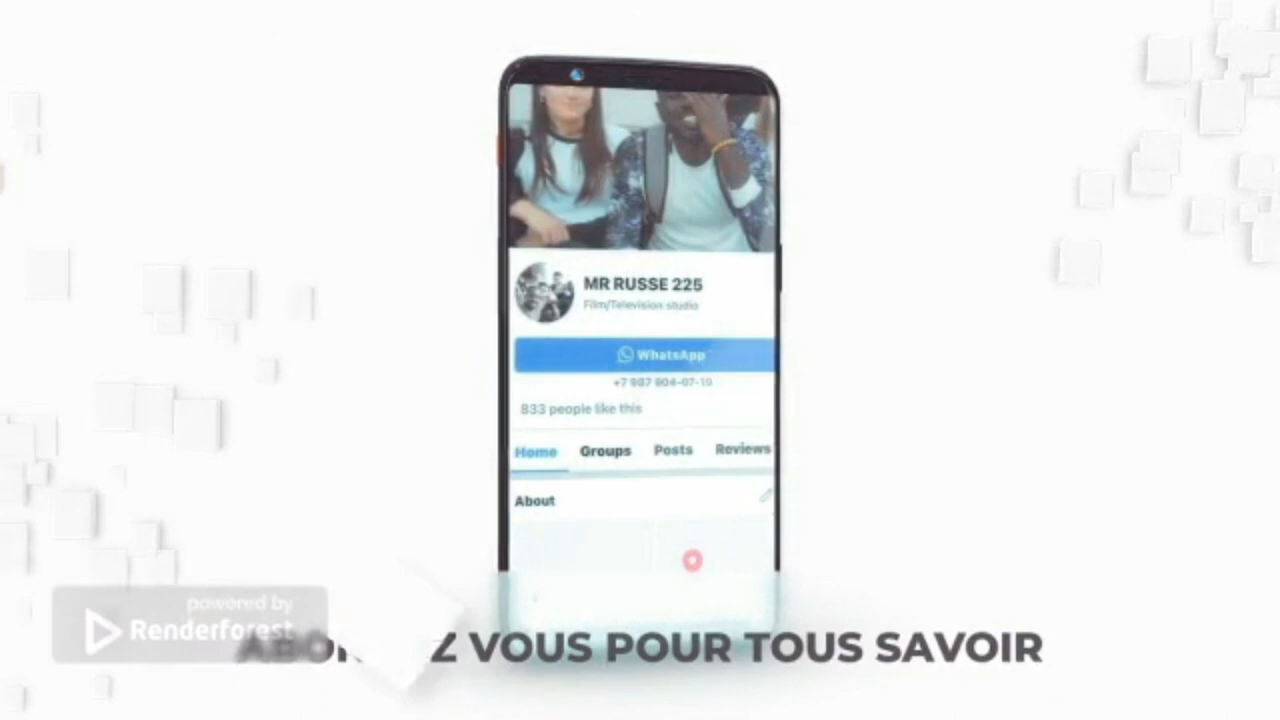 MR RUSSE 225
Film/Television studio
WhatsApp
+7 987 904-07-19
833 people like this
Home Groups Posts Reviews
About
powered by
Renderforest
VOUS POUR TOUS SAVOIR